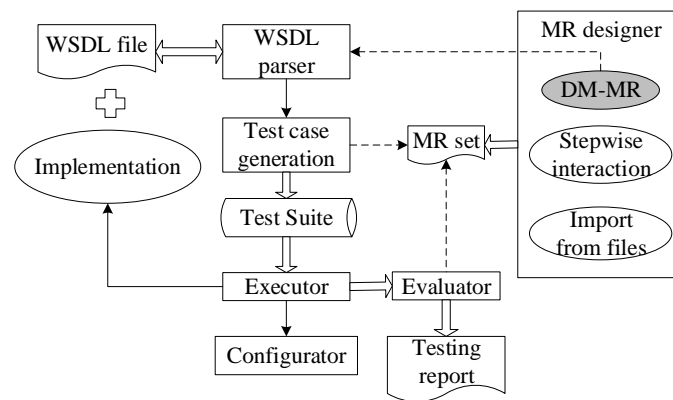 WSDL file
WSDL
parser
MR designer
DM-MR
Test case
generation
MR set
Stepwise
interaction
Implementation
Test Suite
Import
from files
Executor
Evaluator
Configurator
Testing
report